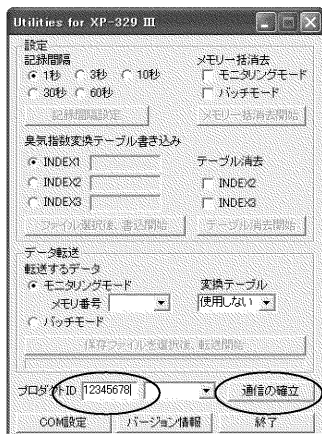 Utilities for XP-329 III
設定
記録間隔
1秒 3秒 10秒
30秒 60秒
記録間隔設定
メモリー括消去
モニタリングモード
バッチモード
メモリー括消去開始
臭気指数変換テーブル書き込み
INDEX1
INDEX2
INDEX3
ファイル選択後、書込開始
テーブル消去
INDEX2
INDEX3
テーブル消去開始
データ転送
転送するデータ
モニタリングモード
メモリ番号
バッチモード
変換テーブル
使用しない
保存ファイルを選択後、転送開始
プロダクトID 12345678 通信の確立
COM設定 バージョン情報 終了